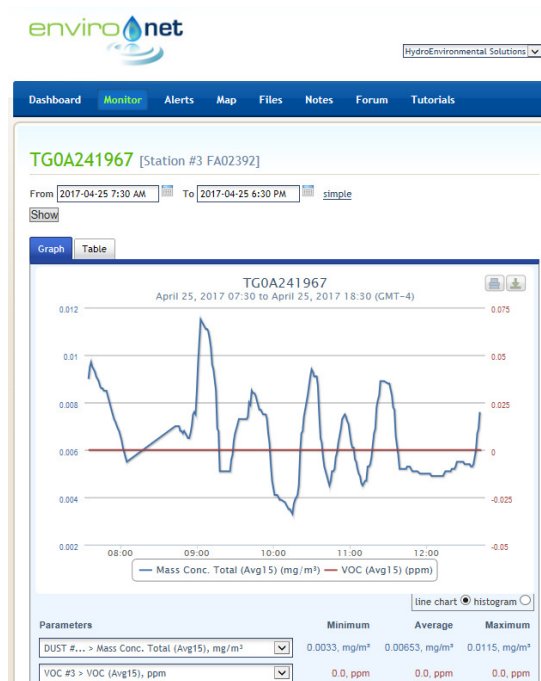 enviro net
HydroEnvironmental Solutions
Dashboard Monitor Alerts Map Files Notes Forum Tutorials
TG0A241967 [Station #3 FA02392]
From 2017-04-25 7:30 AM To 2017-04-25 6:30 PM simple
Show
Graph Table
TG0A241967
April 25, 2017 07:30 to April 25, 2017 18:30 (GMT-4)
0.012 0.075
0.01 0.05
0.008 0.025
0.006 0
0.004 -0.025
0.002 -0.05
08:00 09:00 10:00 11:00 12:00
Mass Conc. Total (Avg15) (mg/m³) VOC (Avg15) (ppm)
line chart histogram
Parameters Minimum Average Maximum
DUST #... > Mass Conc. Total (Avg15), mg/m³ 0.0033, mg/m³ 0.00653, mg/m³ 0.0115, mg/m³
VOC #3 > VOC (Avg15), ppm 0.0, ppm 0.0, ppm 0.0, ppm